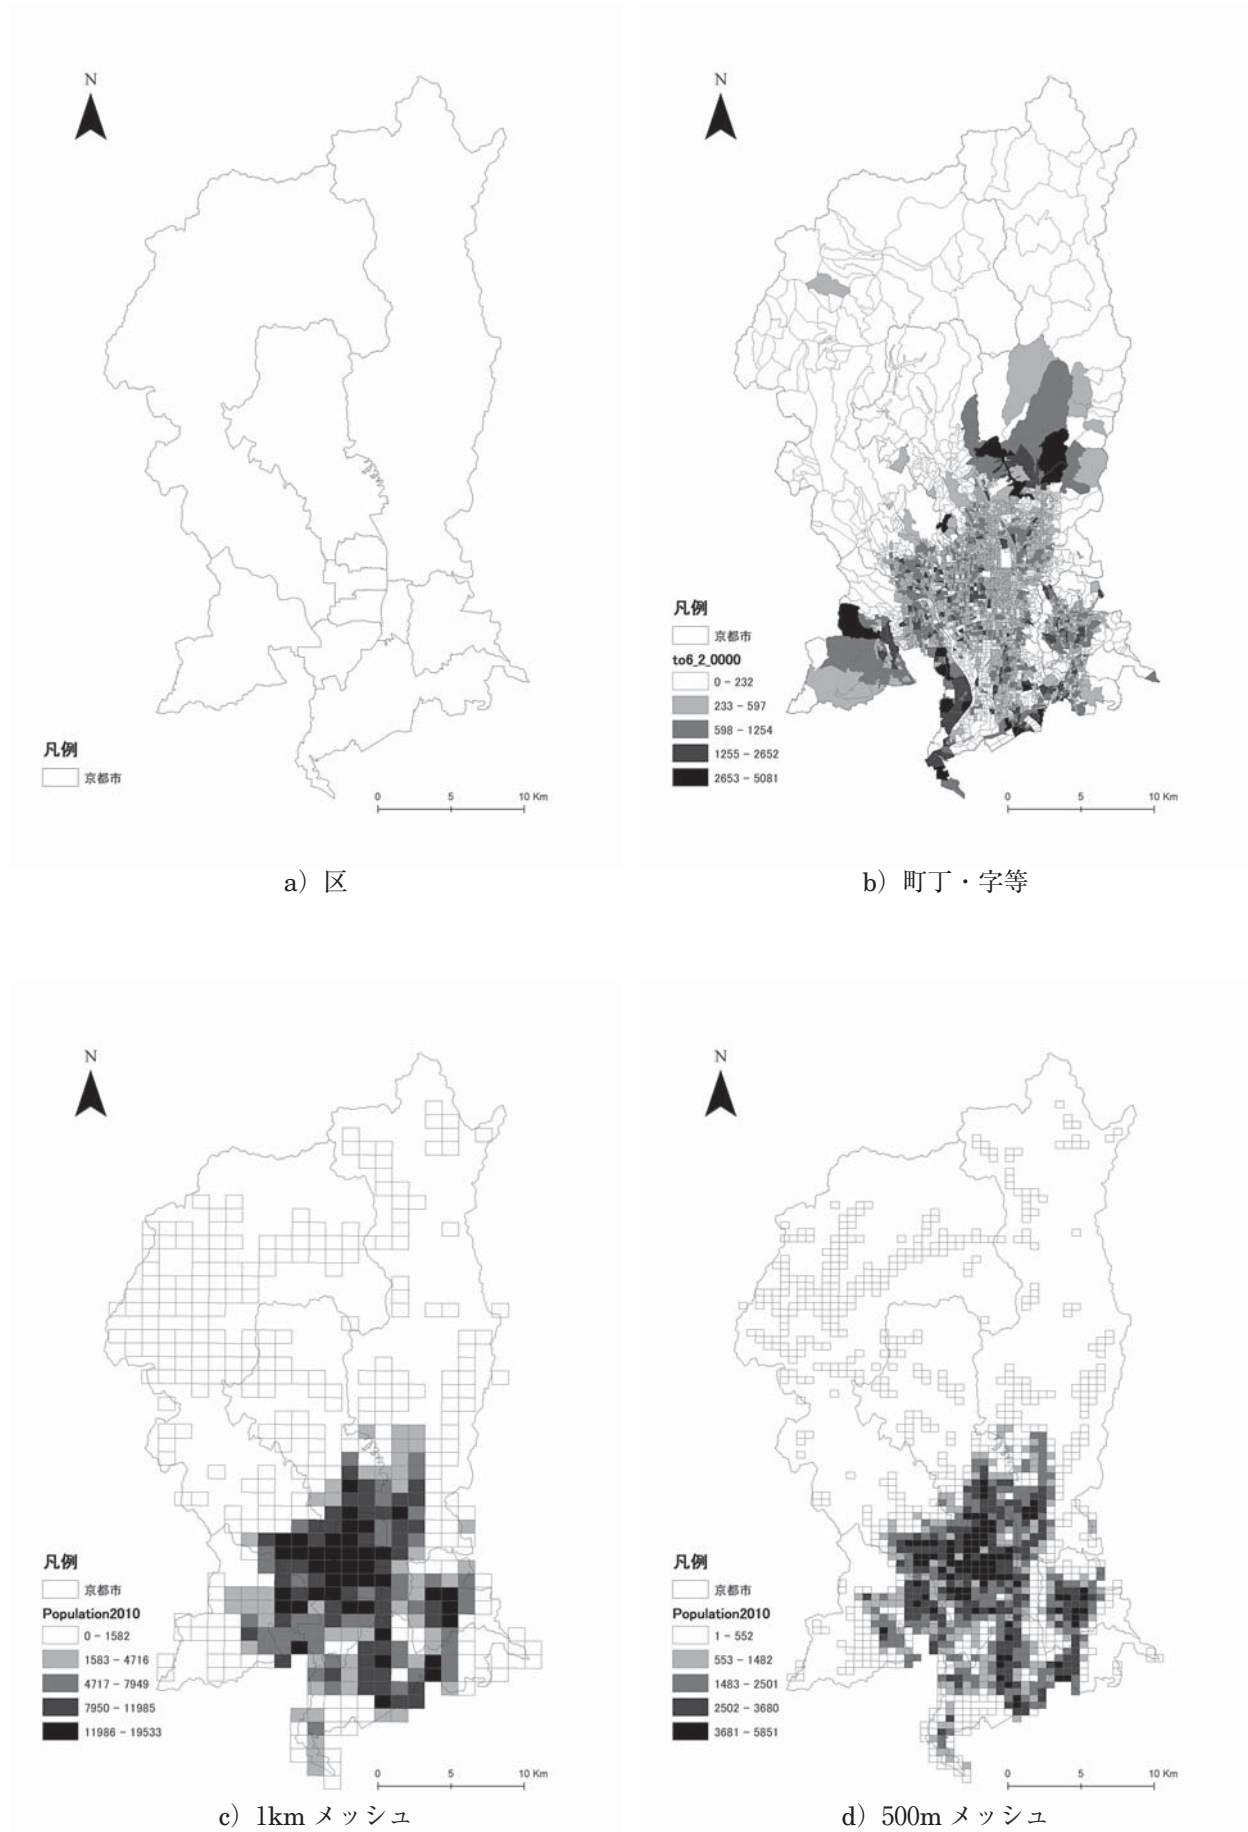 N
凡例
京都市
0 5 10 Km
a）区
N
凡例
京都市
to6_2_0000
0 - 232
233 - 597
598 - 1254
1255 - 2652
2653 - 5081
0 5 10 Km
b）町丁・字等
N
凡例
京都市
Population2010
0 - 1582
1583 - 4716
4717 - 7949
7950 - 11985
11986 - 19533
0 5 10 Km
c）1km メッシュ
N
凡例
京都市
Population2010
1 - 552
553 - 1482
1483 - 2501
2502 - 3680
3681 - 5851
0 5 10 Km
d）500m メッシュ